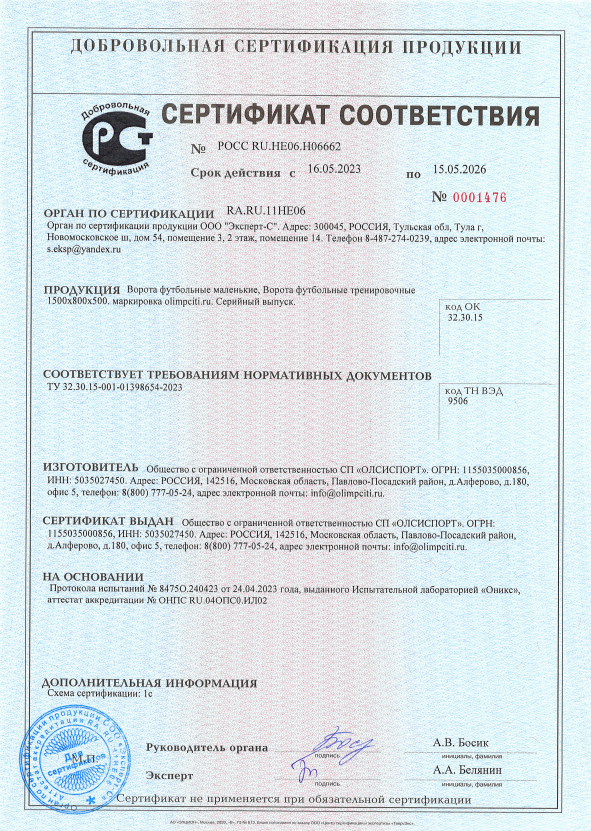 ДОБРОВОЛЬНАЯ СЕРТИФИКАЦИЯ ПРОДУКЦИИ
Добровольная
РСТ
сертификация
СЕРТИФИКАТ СООТВЕТСТВИЯ
№ РОСС RU.НЕ06.Н06662
Срок действия с 16.05.2023 по 15.05.2026
№ 0001476
ОРГАН ПО СЕРТИФИКАЦИИ RA.RU.11НЕ06
Орган по сертификации продукции ООО "Эксперт-С". Адрес: 300045, РОССИЯ, Тульская обл, Тула г,
Новомосковское ш, дом 54, помещение 3, 2 этаж, помещение 14. Телефон 8-487-274-0239, адрес электронной почты:
s.eksp@yandex.ru
ПРОДУКЦИЯ Ворота футбольные маленькие, Ворота футбольные тренировочные
1500х800х500. маркировка olimpciti.ru. Серийный выпуск.
код ОК
32.30.15
СООТВЕТСТВУЕТ ТРЕБОВАНИЯМ НОРМАТИВНЫХ ДОКУМЕНТОВ
ТУ 32.30.15-001-01398654-2023
код ТН ВЭД
9506
ИЗГОТОВИТЕЛЬ Общество с ограниченной ответственностью СП «ОЛСИСПОРТ». ОГРН: 1155035000856,
ИНН: 5035027450. Адрес: РОССИЯ, 142516, Московская область, Павлово-Посадский район, д.Алферово, д.180,
офис 5, телефон: 8(800) 777-05-24, адрес электронной почты: info@olimpciti.ru.
СЕРТИФИКАТ ВЫДАН Общество с ограниченной ответственностью СП «ОЛСИСПОРТ». ОГРН:
1155035000856, ИНН: 5035027450. Адрес: РОССИЯ, 142516, Московская область, Павлово-Посадский район,
д.Алферово, д.180, офис 5, телефон: 8(800) 777-05-24, адрес электронной почты: info@olimpciti.ru.
НА ОСНОВАНИИ
Протокола испытаний № 8475О.240423 от 24.04.2023 года, выданного Испытательной лабораторией «Оникс»,
аттестат аккредитации № ОНПС RU.04ОПС0.ИЛ02
ДОПОЛНИТЕЛЬНАЯ ИНФОРМАЦИЯ
Схема сертификации: 1с
Для сертификатов
М.П.
Руководитель органа
подпись
А.В. Босик
инициалы, фамилия
Эксперт
подпись
А.А. Белянин
инициалы, фамилия
Сертификат не применяется при обязательной сертификации